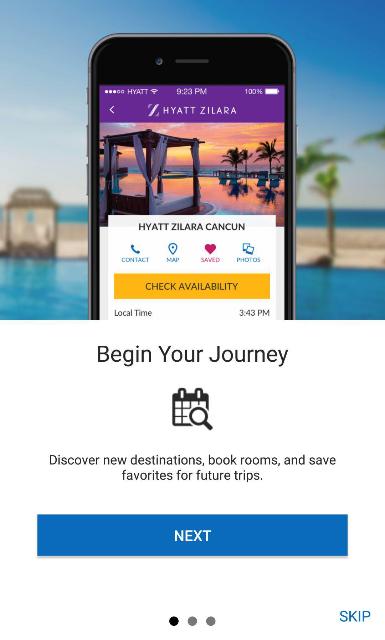 HYATT
9:23 PM
100%
HYATT ZILARA
HYATT ZILARA CANCUN
CONTACT
MAP
SAVED
PHOTOS
CHECK AVAILABILITY
Local Time
3:43 PM
Begin Your Journey
Discover new destinations, book rooms, and save
favorites for future trips.
NEXT
SKIP